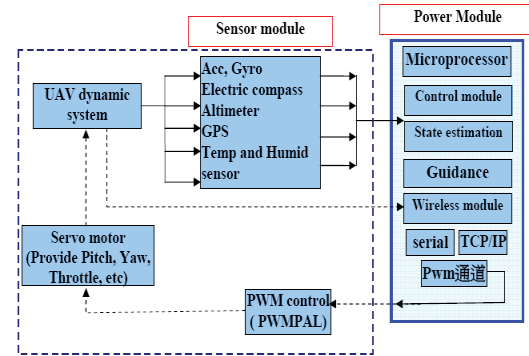 Sensor module
Power Module
UAV dynamic
system
Acc, Gyro
Electric compass
Altimeter
GPS
Temp and Humid
sensor
Microprocessor
Control module
State estimation
Guidance
Wireless module
serial
TCP/IP
Pwm通道
Servo motor
(Provide Pitch, Yaw,
Throttle, etc)
PWM control
( PWMPAL)